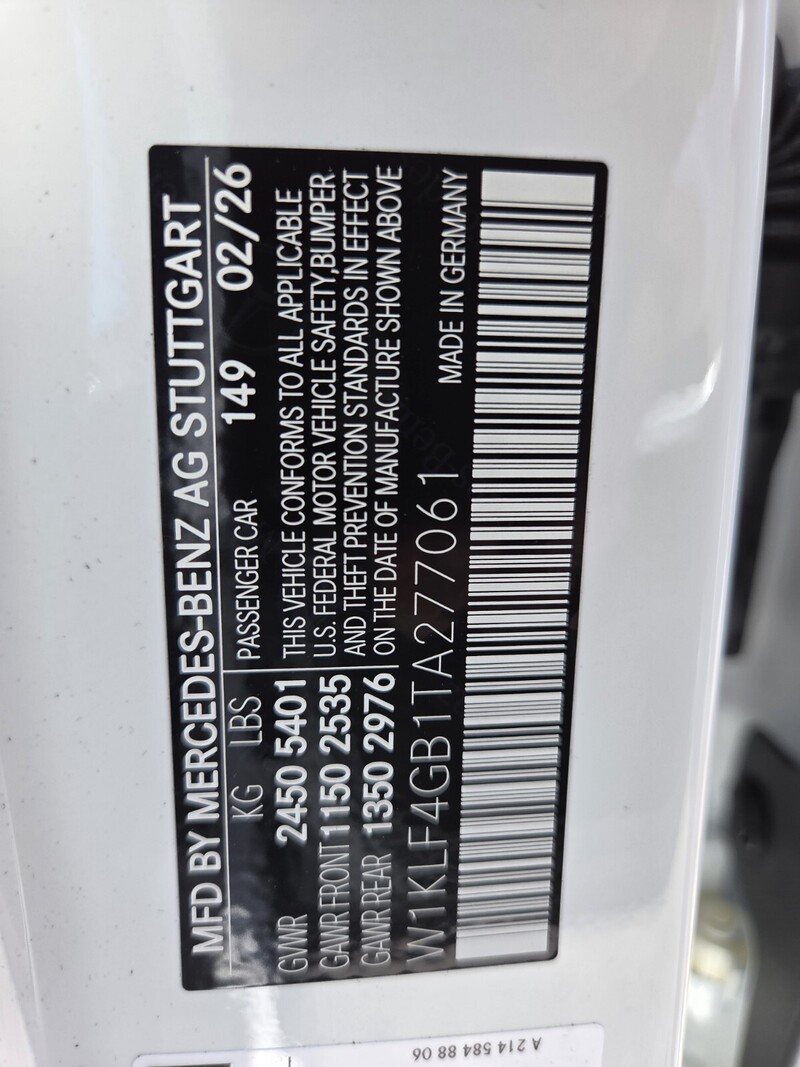 MFD BY MERCEDES-BENZ AG STUTTGART
KG LBS PASSENGER CAR 149 02/26
GVWR 2450 5401
GAWR FRONT 1150 2535
GAWR REAR 1350 2976
THIS VEHICLE CONFORMS TO ALL APPLICABLE
U.S. FEDERAL MOTOR VEHICLE SAFETY,BUMPER,
AND THEFT PREVENTION STANDARDS IN EFFECT
ON THE DATE OF MANUFACTURE SHOWN ABOVE
W1KLF4GB1TA277061 MADE IN GERMANY
A 214 584 88 06